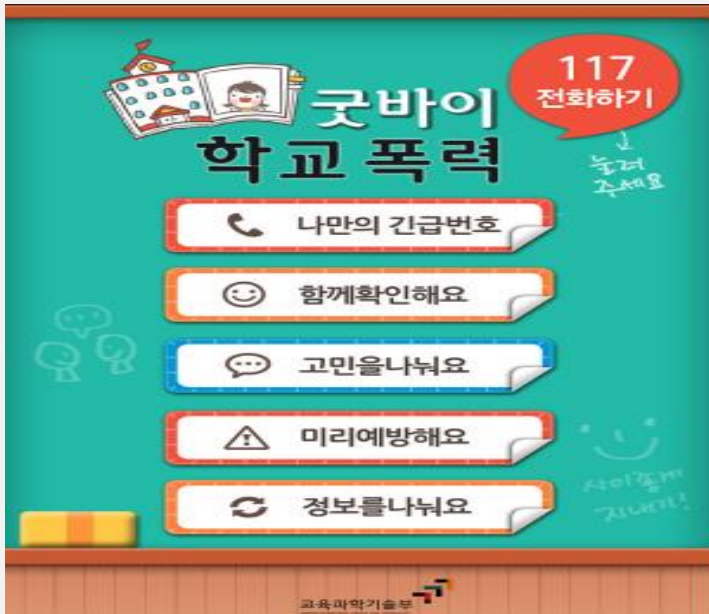 굿바이
학교 폭력
117
전화하기
눌러
주세요
나만의 긴급번호
함께확인해요
고민을나눠요
미리예방해요
정보를나눠요
사이좋게
지내기!
교육과학기술부